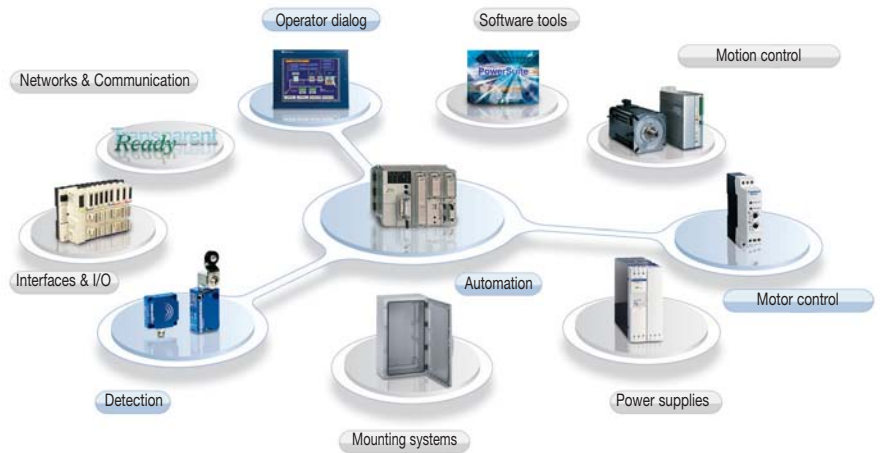 Operator dialog
Software tools
Motion control
Networks & Communication
PowerSuite
Transparent
Ready
Interfaces & I/O
Automation
Motor control
Detection
Power supplies
Mounting systems